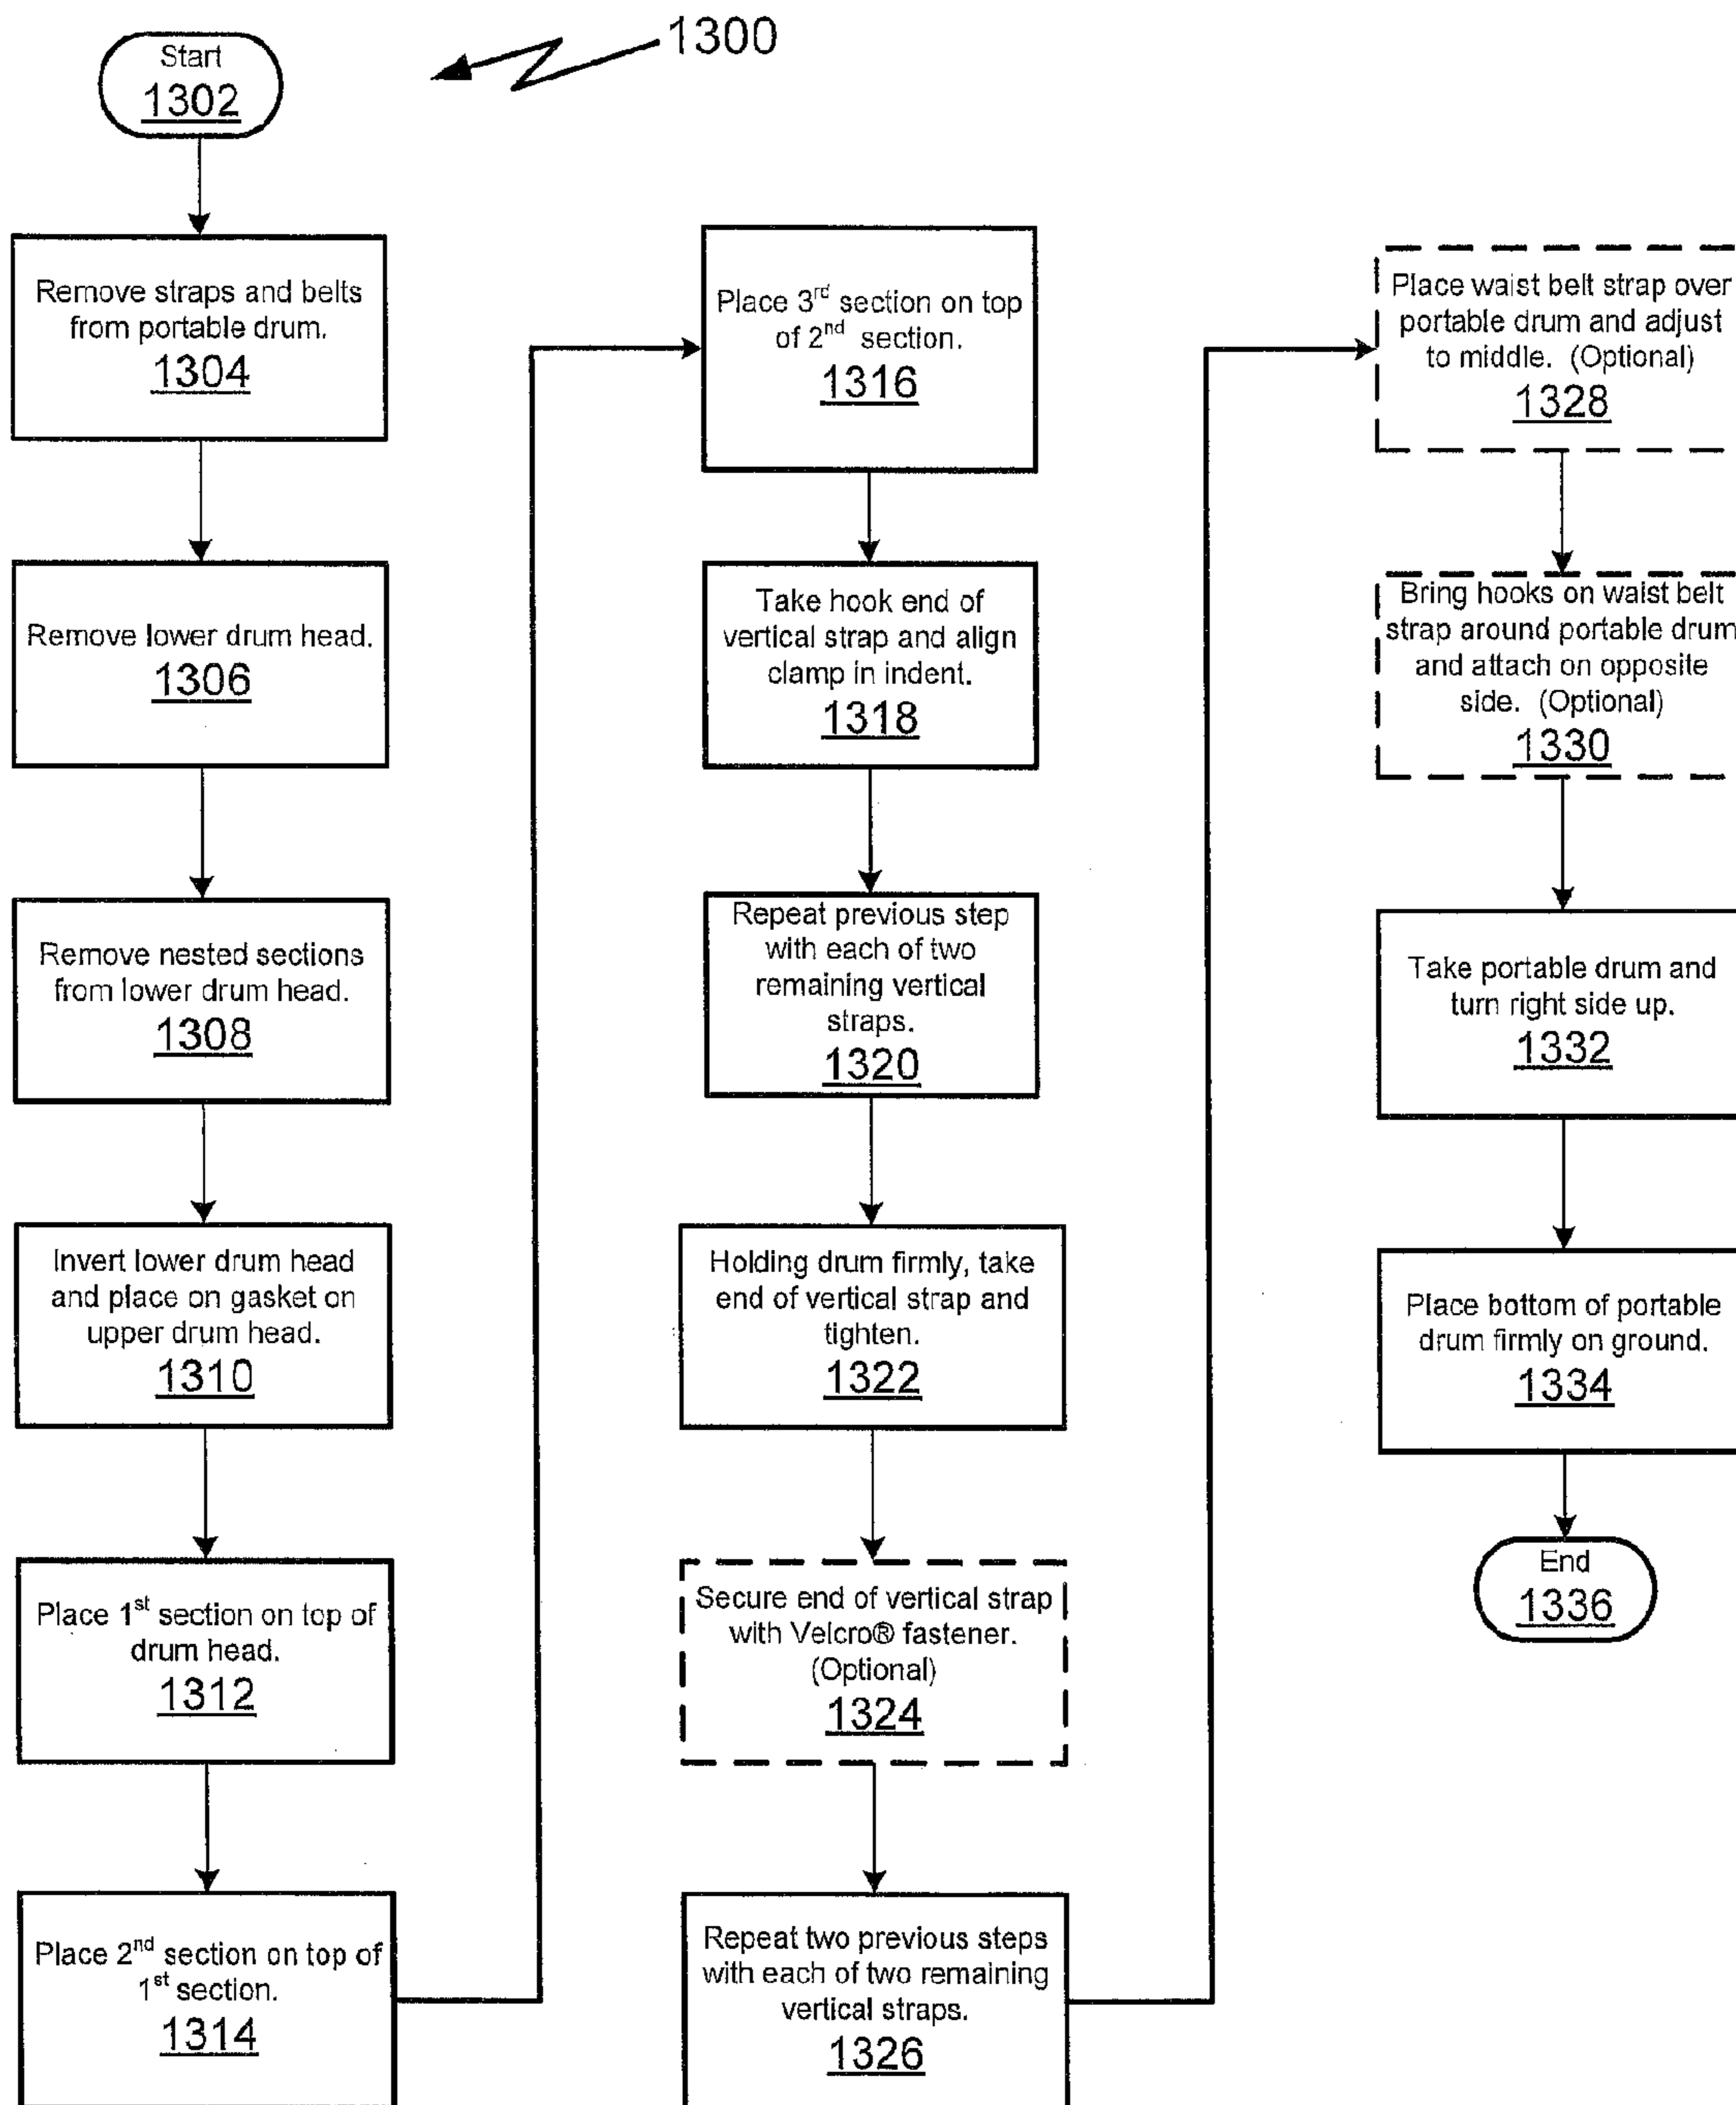 1300
Start
1302
Remove straps and belts
from portable drum.
1304
Remove lower drum head.
1306
Remove nested sections
from lower drum head.
1308
Invert lower drum head
and place on gasket on
upper drum head.
1310
Place 1st section on top of
drum head.
1312
Place 2nd section on top of
1st section.
1314
Place 3rd section on top
of 2nd section.
1316
Take hook end of
vertical strap and align
clamp in indent.
1318
Repeat previous step
with each of two
remaining vertical
straps.
1320
Holding drum firmly, take
end of vertical strap and
tighten.
1322
Secure end of vertical strap
with Velcro® fastener.
(Optional)
1324
Repeat two previous steps
with each of two remaining
vertical straps.
1326
Place waist belt strap over
portable drum and adjust
to middle. (Optional)
1328
Bring hooks on waist belt
strap around portable drum
and attach on opposite
side. (Optional)
1330
Take portable drum and
turn right side up.
1332
Place bottom of portable
drum firmly on ground.
1334
End
1336